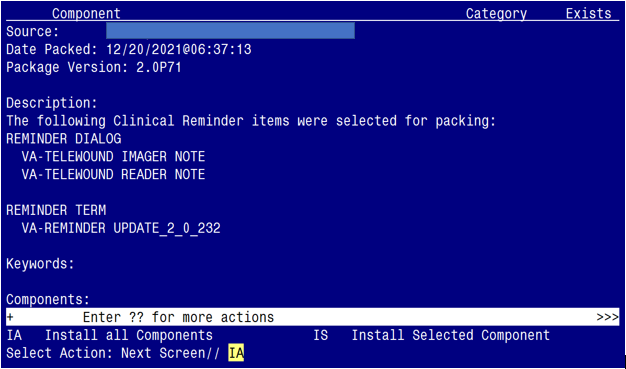 Component Category Exists
Source:
Date Packed: 12/20/2021@06:37:13
Package Version: 2.0P71
Description:
The following Clinical Reminder items were selected for packing:
REMINDER DIALOG
VA-TELEWOUND IMAGER NOTE
VA-TELEWOUND READER NOTE
REMINDER TERM
VA-REMINDER UPDATE_2_0_232
Keywords:
Components:
+ Enter ?? for more actions >>>
IA Install all Components IS Install Selected Component
Select Action: Next Screen// IA